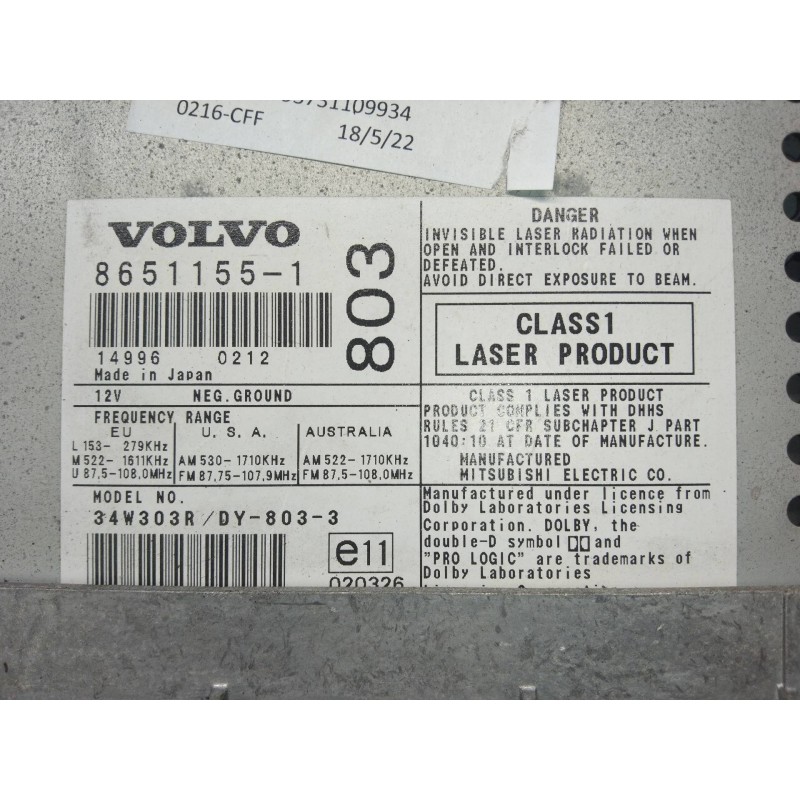 0216-CFF
18/5/22
VOLVO
8651155-1
803
14996 0212
Made in Japan
12V NEG.GROUND
FREQUENCY RANGE
EU U.S.A. AUSTRALIA
L 153- 279KHz
M 522- 1611KHz AM 530-1710KHz AM 522-1710KHz
U 87,5-108,0MHz FM 87,75-107,9MHz FM 87,5-108,0MHz
MODEL NO.
34W303R/DY-803-3
e11
020326
DANGER
INVISIBLE LASER RADIATION WHEN
OPEN AND INTERLOCK FAILED OR
DEFEATED.
AVOID DIRECT EXPOSURE TO BEAM.
CLASS1
LASER PRODUCT
CLASS 1 LASER PRODUCT
PRODUCT COMPLIES WITH DHHS
RULES 21 CFR SUBCHAPTER J PART
1040:10 AT DATE OF MANUFACTURE.
MANUFACTURED
MITSUBISHI ELECTRIC CO.
Manufactured under licence from
Dolby Laboratories Licensing
Corporation. DOLBY, the
double-D symbol and
"PRO LOGIC" are trademarks of
Dolby Laboratories